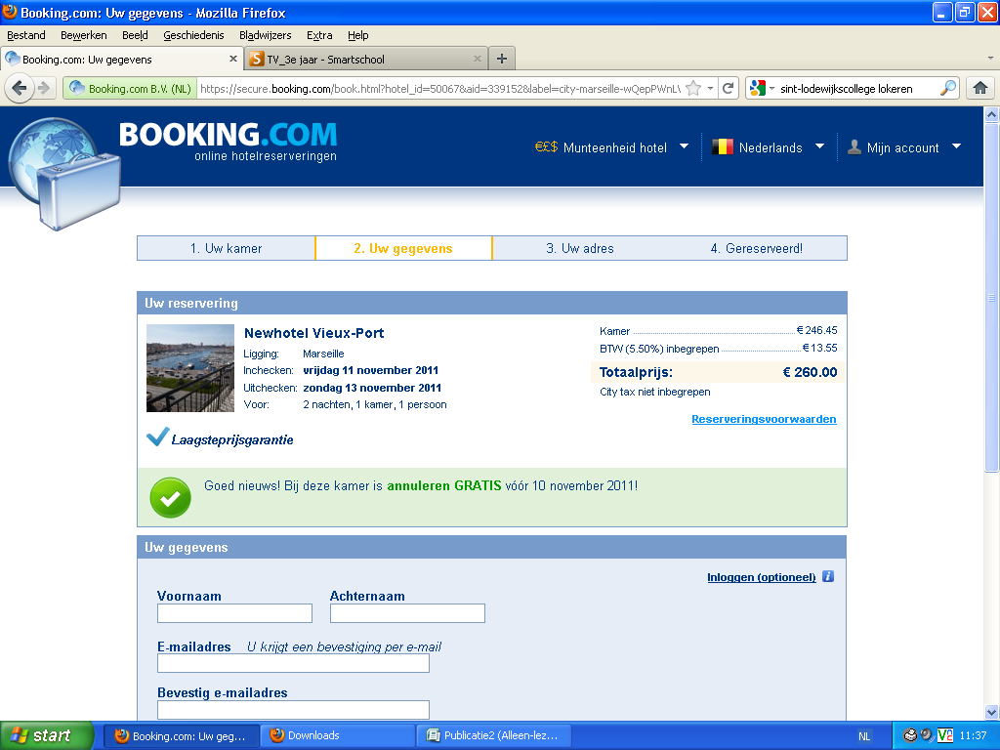 Booking.com: Uw gegevens - Mozilla Firefox
Bestand Bewerken Beeld Geschiedenis Bladwijzers Extra Help
Booking.com: Uw gegevens
TV_3e jaar - Smartschool
Booking.com B.V. (NL)
https://secure.booking.com/book.html?hotel_id=50067&aid=339152&label=city-marseille-wQepPWnLV
sint-lodewijkscollege lokeren
BOOKING.COM
online hotelreserveringen
€£$ Munteenheid hotel
Nederlands
Mijn account
1. Uw kamer
2. Uw gegevens
3. Uw adres
4. Gereserveerd!
Uw reservering
Newhotel Vieux-Port
Ligging: Marseille
Inchecken: vrijdag 11 november 2011
Uitchecken: zondag 13 november 2011
Voor: 2 nachten, 1 kamer, 1 persoon
Laagsteprijsgarantie
Kamer € 246.45
BTW (5.50%) inbegrepen € 13.55
Totaalprijs: € 260.00
City tax niet inbegrepen
Reserveringsvoorwaarden
Goed nieuws! Bij deze kamer is annuleren GRATIS vóór 10 november 2011!
Uw gegevens
Inloggen (optioneel) i
Voornaam Achternaam
E-mailadres U krijgt een bevestiging per e-mail
Bevestig e-mailadres
start
Booking.com: Uw geg...
Downloads
Publicatie2 (Alleen-lez...
NL
11:37